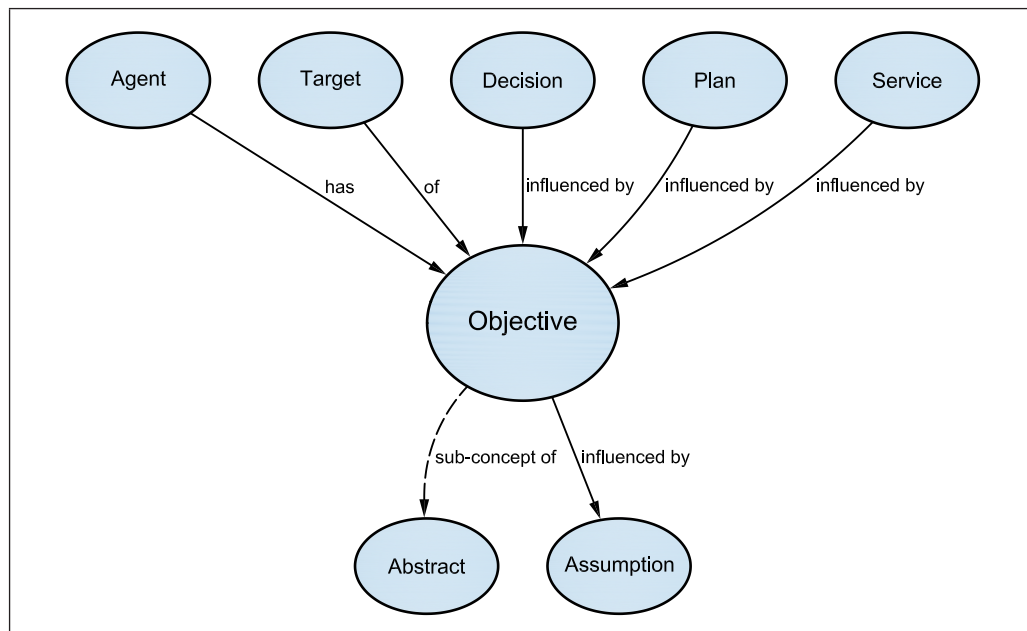 Agent
Target
Decision
Plan
Service
has
of
influenced by
influenced by
influenced by
Objective
sub-concept of
influenced by
Abstract
Assumption